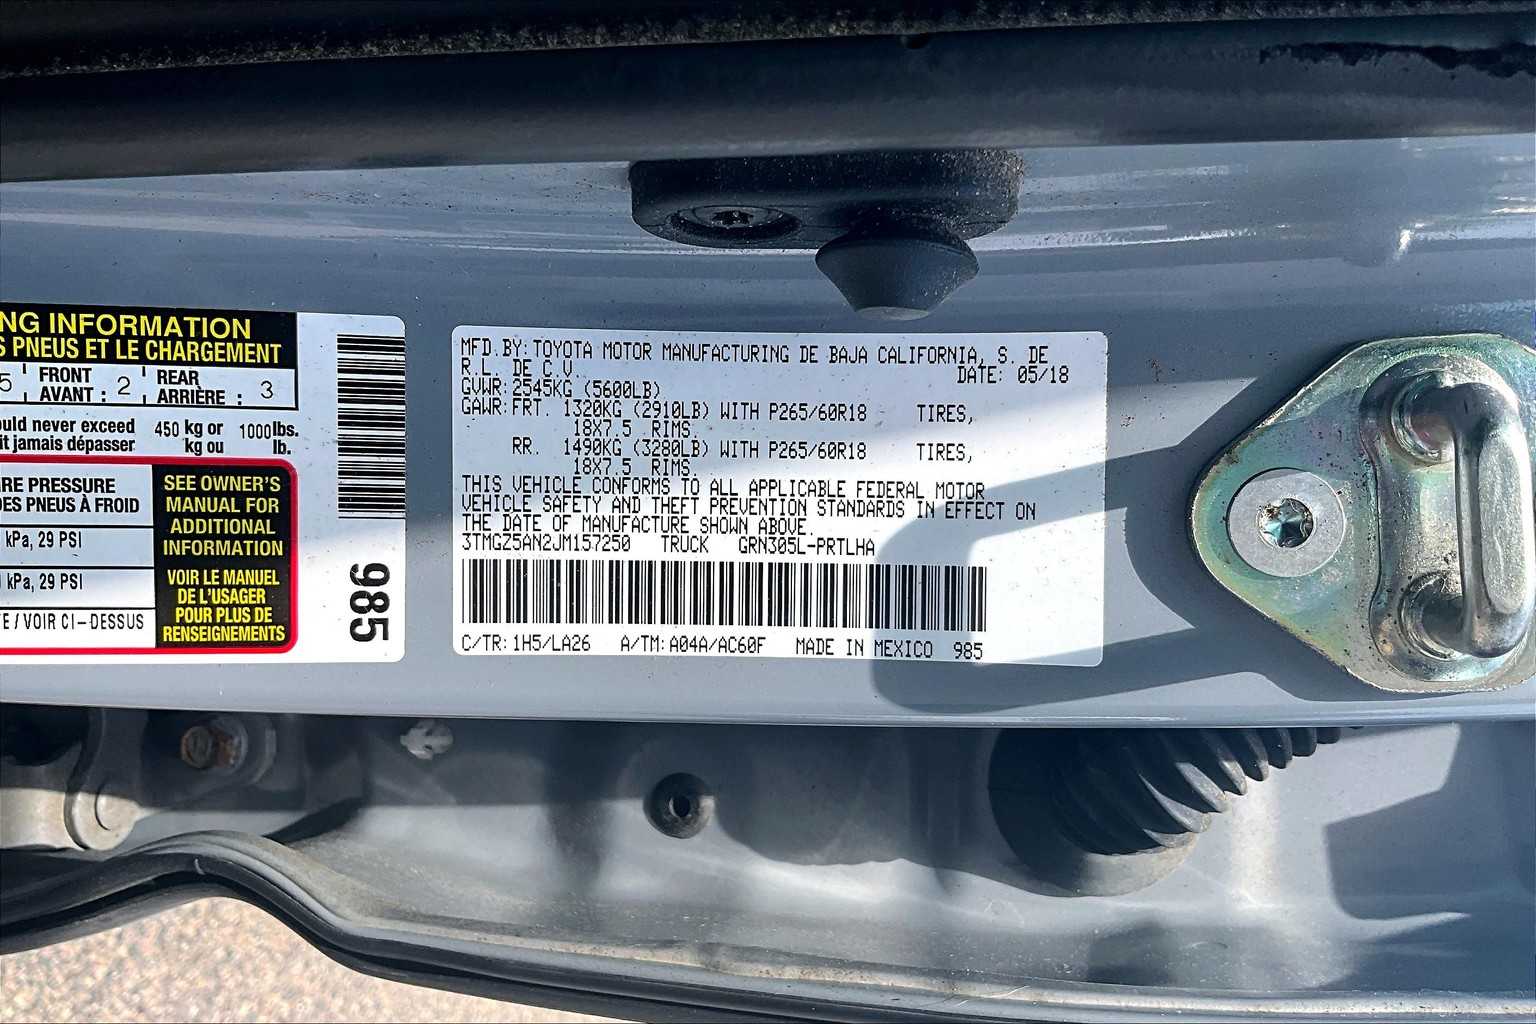 NG INFORMATION
S PNEUS ET LE CHARGEMENT
5 FRONT AVANT : 2 REAR ARRIÈRE : 3
ould never exceed 450 kg or 1000 lbs.
it jamais dépasser kg ou lb.
RE PRESSURE
DES PNEUS À FROID
kPa, 29 PSI
kPa, 29 PSI
TE / VOIR CI-DESSUS
SEE OWNER'S
MANUAL FOR
ADDITIONAL
INFORMATION
VOIR LE MANUEL
DE L'USAGER
POUR PLUS DE
RENSEIGNEMENTS
985
MFD. BY: TOYOTA MOTOR MANUFACTURING DE BAJA CALIFORNIA, S. DE
R.L. DE C.V.
DATE: 05/18
GVWR: 2545KG (5600LB)
GAWR: FRT. 1320KG (2910LB) WITH P265/60R18 TIRES,
18X7.5 RIMS.
RR. 1490KG (3280LB) WITH P265/60R18 TIRES,
18X7.5 RIMS.
THIS VEHICLE CONFORMS TO ALL APPLICABLE FEDERAL MOTOR
VEHICLE SAFETY AND THEFT PREVENTION STANDARDS IN EFFECT ON
THE DATE OF MANUFACTURE SHOWN ABOVE.
3TMGZ5AN2JM157250 TRUCK GRN305L-PRTLHA
C/TR: 1H5/LA26 A/TM: A04A/AC60F MADE IN MEXICO 985